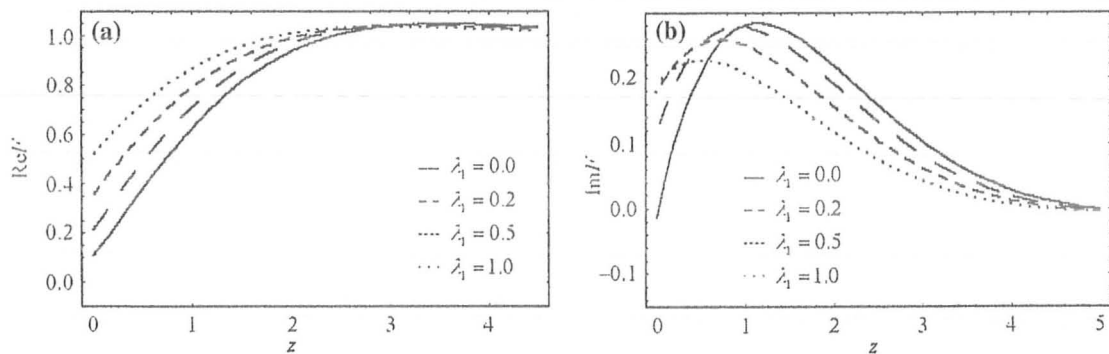 (a)
1.0
0.8
0.6
0.4
0.2
0.0
ReF
λ₁ = 0.0
λ₁ = 0.2
λ₁ = 0.5
λ₁ = 1.0
0 1 2 3 4
z
(b)
0.2
0.1
0.0
−0.1
ImF
λ₁ = 0.0
λ₁ = 0.2
λ₁ = 0.5
λ₁ = 1.0
0 1 2 3 4 5
z